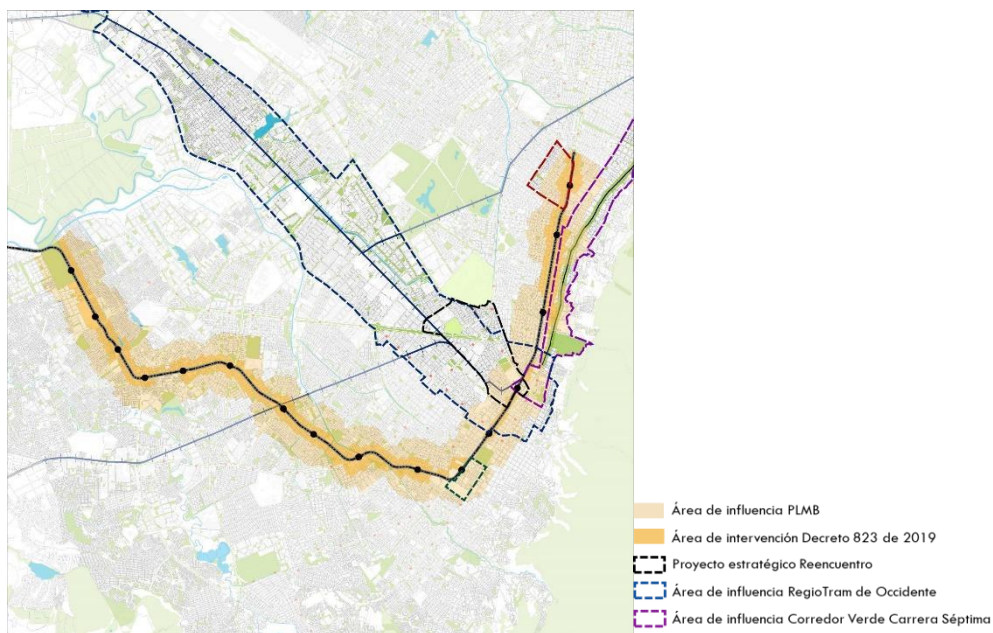 Área de influencia PLMB
Área de intervención Decreto 823 de 2019
Proyecto estratégico Reencuentro
Área de influencia RegioTram de Occidente
Área de influencia Corredor Verde Carrera Séptima